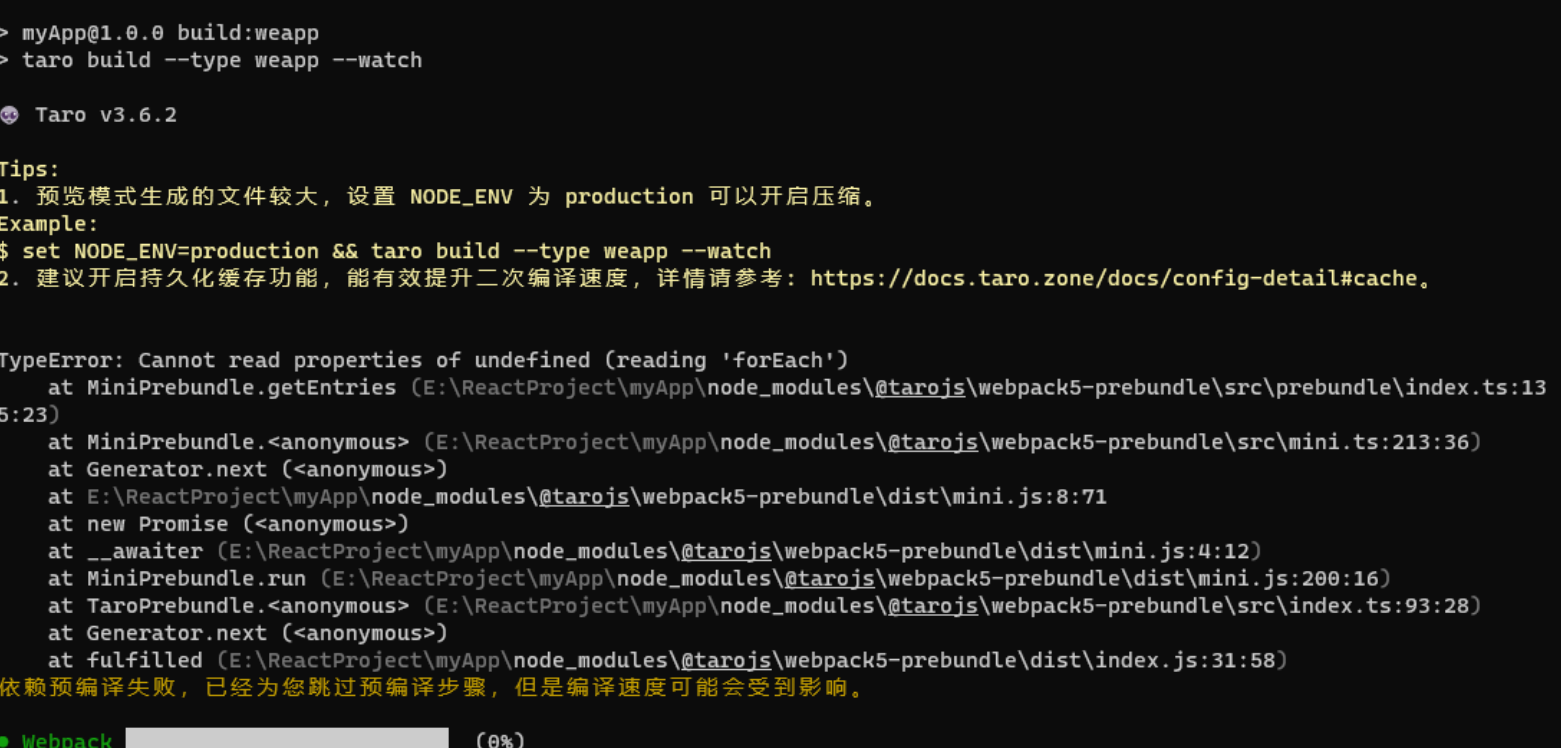 > myApp@1.0.0 build:weapp
> taro build --type weapp --watch
👽 Taro v3.6.2
Tips:
1. 预览模式生成的文件较大，设置 NODE_ENV 为 production 可以开启压缩。
Example:
$ set NODE_ENV=production && taro build --type weapp --watch
2. 建议开启持久化缓存功能，能有效提升二次编译速度，详情请参考: https://docs.taro.zone/docs/config-detail#cache。
TypeError: Cannot read properties of undefined (reading 'forEach')
at MiniPrebundle.getEntries (E:\ReactProject\myApp\node_modules\@tarojs\webpack5-prebundle\src\prebundle\index.ts:13
5:23)
at MiniPrebundle.<anonymous> (E:\ReactProject\myApp\node_modules\@tarojs\webpack5-prebundle\src\mini.ts:213:36)
at Generator.next (<anonymous>)
at E:\ReactProject\myApp\node_modules\@tarojs\webpack5-prebundle\dist\mini.js:8:71
at new Promise (<anonymous>)
at __awaiter (E:\ReactProject\myApp\node_modules\@tarojs\webpack5-prebundle\dist\mini.js:4:12)
at MiniPrebundle.run (E:\ReactProject\myApp\node_modules\@tarojs\webpack5-prebundle\dist\mini.js:200:16)
at TaroPrebundle.<anonymous> (E:\ReactProject\myApp\node_modules\@tarojs\webpack5-prebundle\src\index.ts:93:28)
at Generator.next (<anonymous>)
at fulfilled (E:\ReactProject\myApp\node_modules\@tarojs\webpack5-prebundle\dist\index.js:31:58)
依赖预编译失败，已经为您跳过预编译步骤，但是编译速度可能会受到影响。
● Webpack (0%)